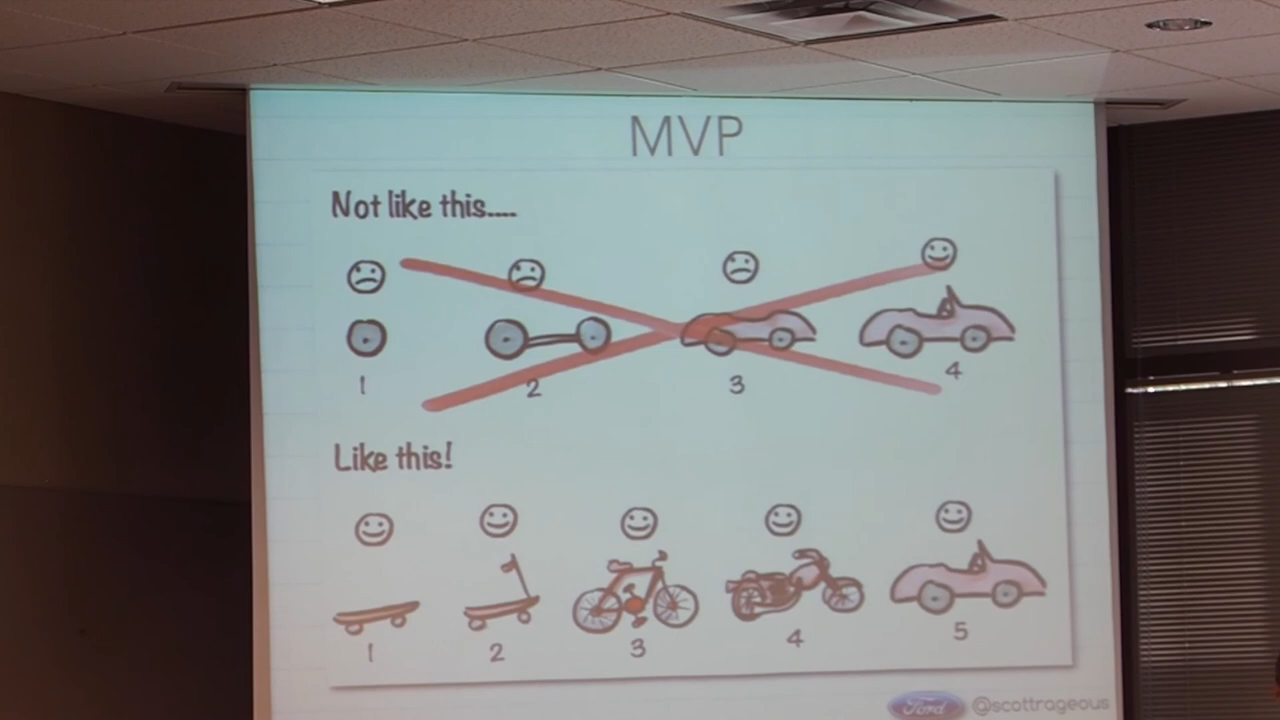 MVP
Not like this....
1 2 3 4
Like this!
1 2 3 4 5
Ford @scottrageous